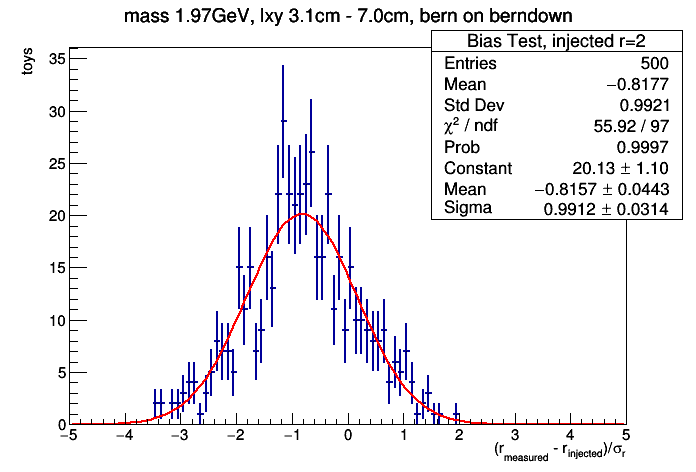 mass 1.97GeV, lxy 3.1cm - 7.0cm, bern on berndown
Bias Test, injected r=2
Entries 500
Mean −0.8177
Std Dev 0.9921
χ² / ndf 55.92 / 97
Prob 0.9997
Constant 20.13 ± 1.10
Mean −0.8157 ± 0.0443
Sigma 0.9912 ± 0.0314
toys
35
30
25
20
15
10
5
0
−5 −4 −3 −2 −1 0 1 2 3 4 5
(r_measured - r_injected)/σ_r